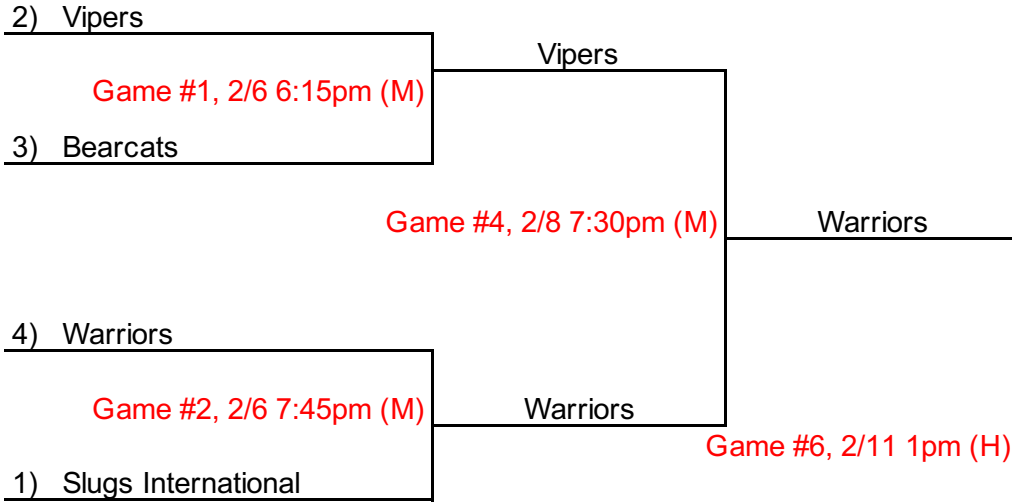 2) Vipers
Vipers
Game #1, 2/6 6:15pm (M)
3) Bearcats
Game #4, 2/8 7:30pm (M)
Warriors
4) Warriors
Game #2, 2/6 7:45pm (M)
Warriors
Game #6, 2/11 1pm (H)
1) Slugs International